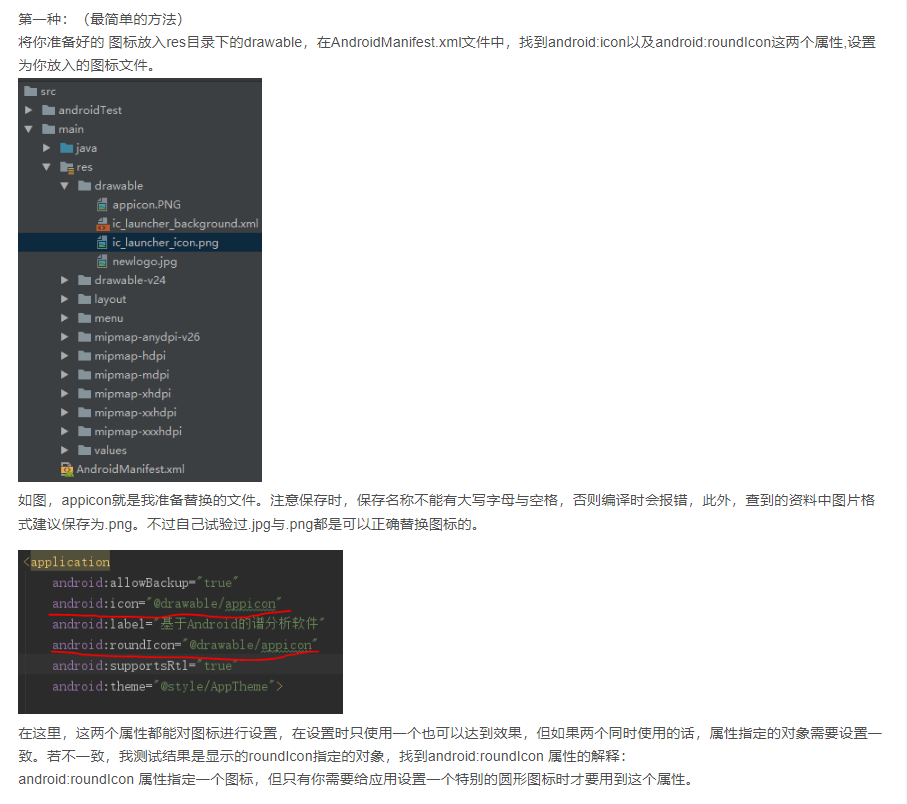 第一种：（最简单的方法）
将你准备好的 图标放入res目录下的drawable，在AndroidManifest.xml文件中，找到android:icon以及android:roundIcon这两个属性,设置
为你放入的图标文件。
src
androidTest
main
java
res
drawable
appicon.PNG
ic_launcher_background.xml
ic_launcher_icon.png
newlogo.jpg
drawable-v24
layout
menu
mipmap-anydpi-v26
mipmap-hdpi
mipmap-mdpi
mipmap-xhdpi
mipmap-xxhdpi
mipmap-xxxhdpi
values
AndroidManifest.xml
如图，appicon就是我准备替换的文件。注意保存时，保存名称不能有大写字母与空格，否则编译时会报错，此外，查到的资料中图片格
式建议保存为.png。不过自己试验过.jpg与.png都是可以正确替换图标的。
<application
android:allowBackup="true"
android:icon="@drawable/appicon"
android:label="基于Android的谱分析软件"
android:roundIcon="@drawable/appicon"
android:supportsRtl="true"
android:theme="@style/AppTheme">
在这里，这两个属性都能对图标进行设置，在设置时只使用一个也可以达到效果，但如果两个同时使用的话，属性指定的对象需要设置一
致。若不一致，我测试结果是显示的roundIcon指定的对象，找到android:roundIcon 属性的解释：
android:roundIcon 属性指定一个图标，但只有你需要给应用设置一个特别的圆形图标时才要用到这个属性。